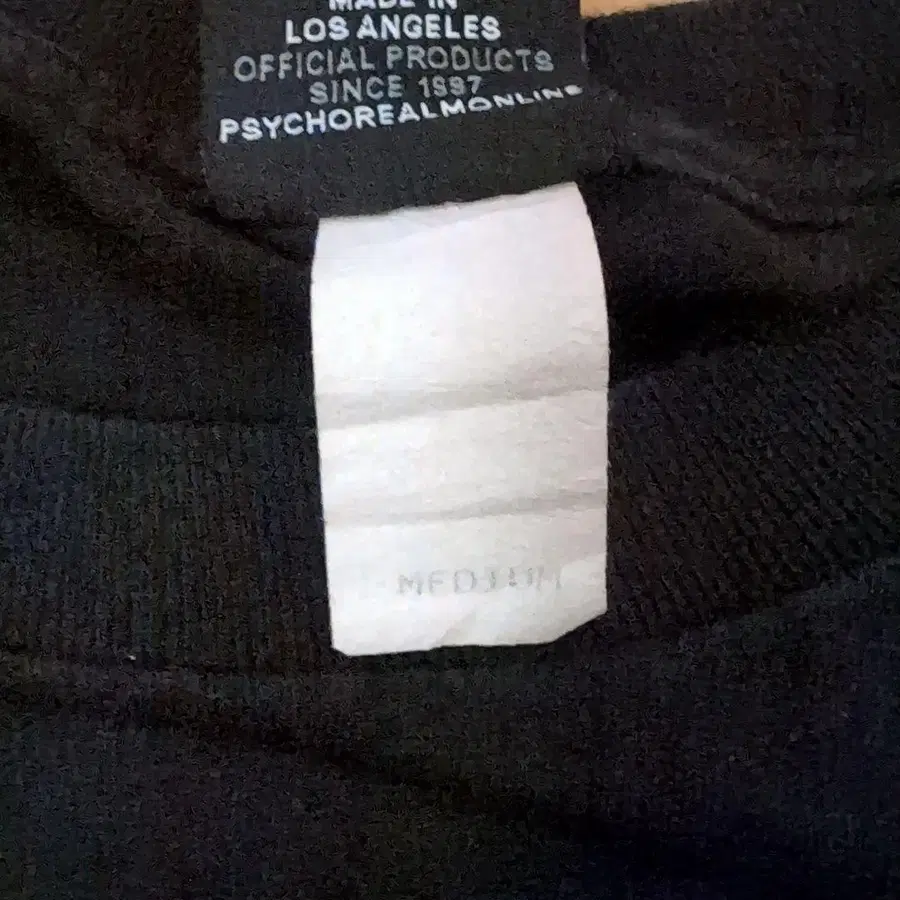 MADE IN
LOS ANGELES
OFFICIAL PRODUCTS
SINCE 1997
PSYCHOREALMONLINE
MEDIUM